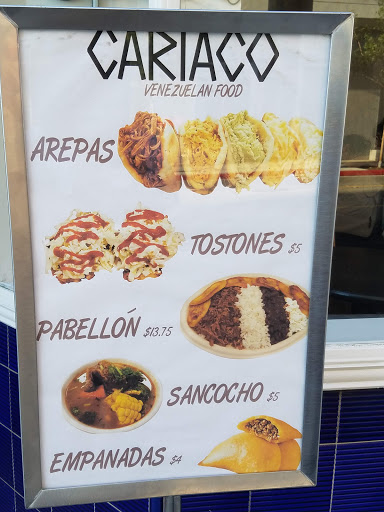 CARIACO
VENEZUELAN FOOD
AREPAS
TOSTONES $5
PABELLÓN $13.75
SANCOCHO $5
EMPANADAS $4